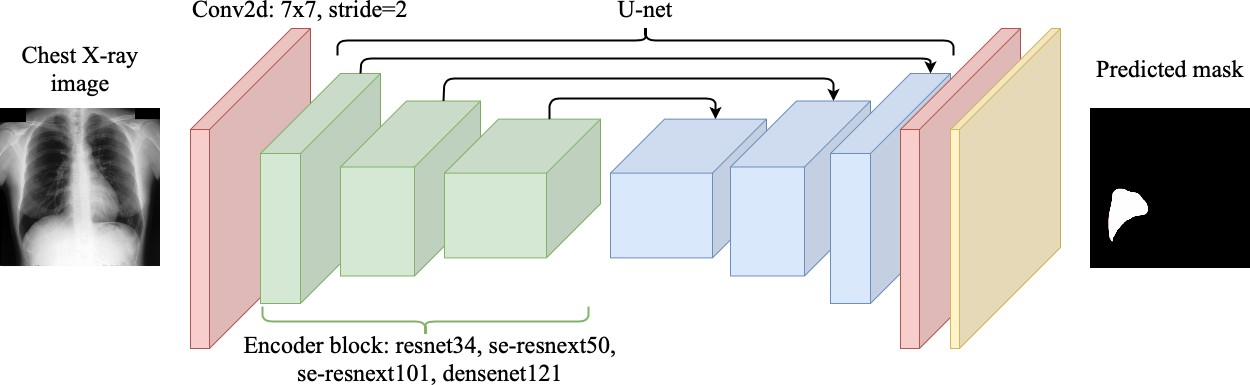 Conv2d: 7x7, stride=2
U-net
Chest X-ray
image
Predicted mask
Encoder block: resnet34, se-resnext50,
se-resnext101, densenet121